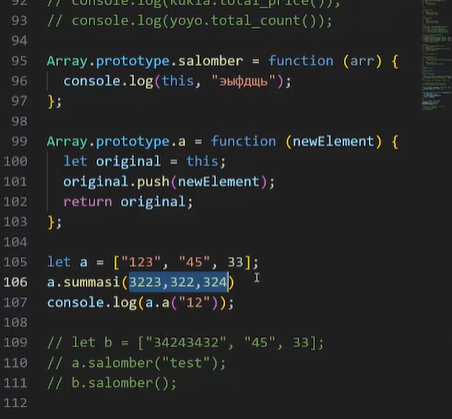 92 // console.log(kukla.total_price());
93 // console.log(yoyo.total_count());
94
95 Array.prototype.salomber = function (arr) {
96 console.log(this, "эыфдщь");
97 };
98
99 Array.prototype.a = function (newElement) {
100 let original = this;
101 original.push(newElement);
102 return original;
103 };
104
105 let a = ["123", "45", 33];
106 a.summasi(3223,322,324)
107 console.log(a.a("12"));
108
109 // let b = ["34243432", "45", 33];
110 // a.salomber("test");
111 // b.salomber();
112